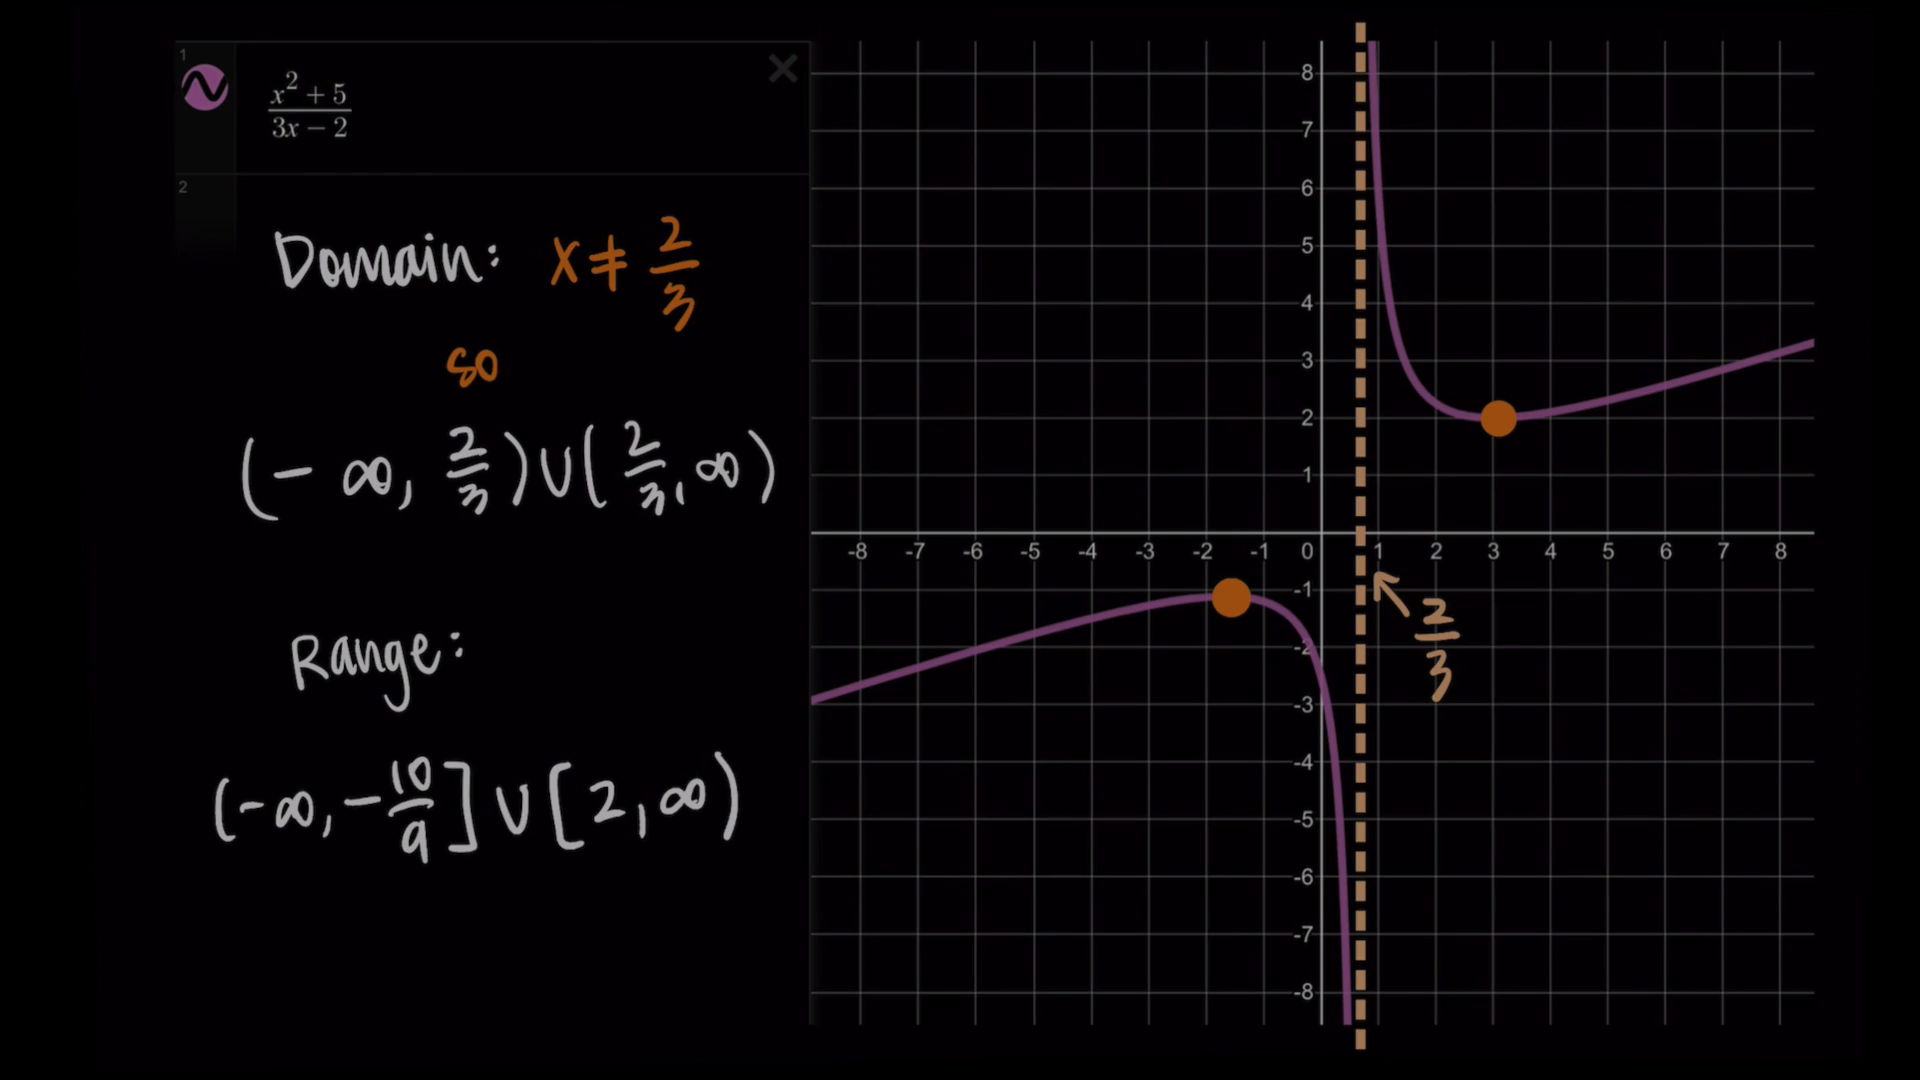 1
x² + 5
3x − 2
2
Domain: x ≠ 2/3
so
(-∞, 2/3) ∪ (2/3, ∞)
Range:
(-∞, -10/9] ∪ [2, ∞)
8
7
6
5
4
3
2
1
-8 -7 -6 -5 -4 -3 -2 -1 0 1 2 3 4 5 6 7 8
-1
2/3
-2
-3
-4
-5
-6
-7
-8